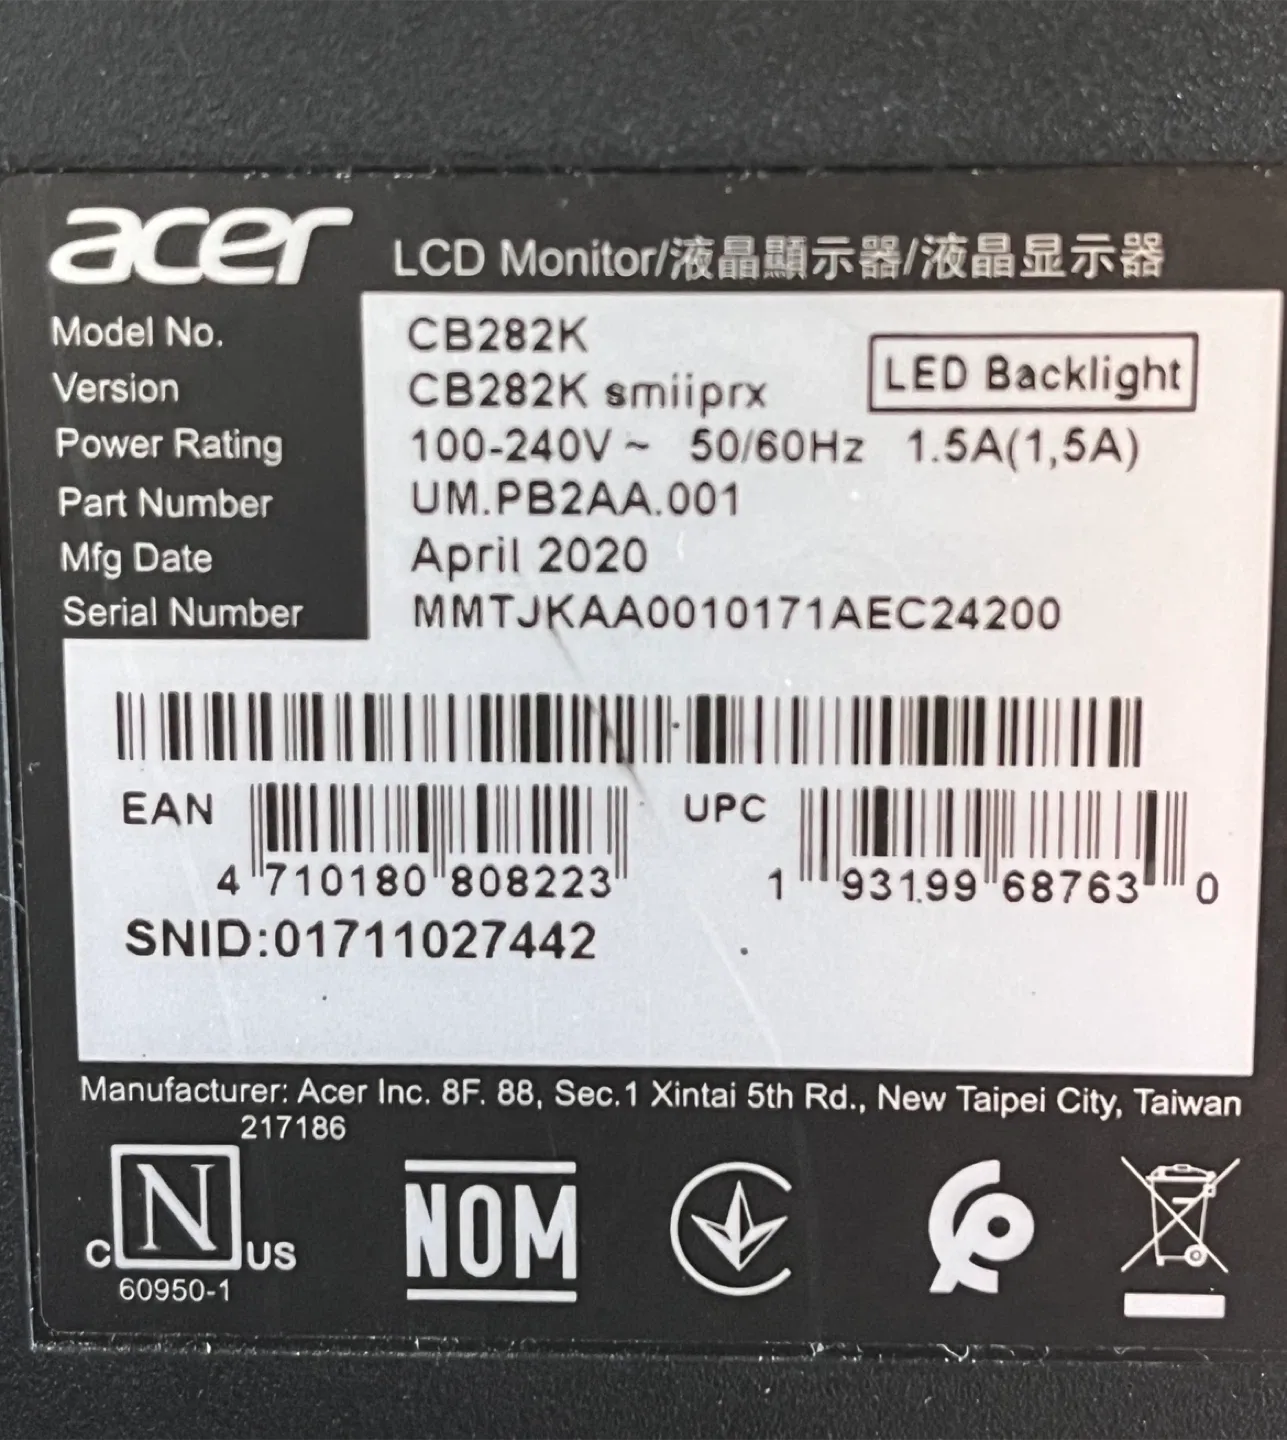 acer
LCD Monitor/液晶顯示器/液晶显示器
Model No. CB282K
Version CB282K smiiprx
LED Backlight
Power Rating 100-240V ~ 50/60Hz 1.5A(1,5A)
Part Number UM.PB2AA.001
Mfg Date April 2020
Serial Number MMTJKAA0010171AEC24200
EAN 4 710180 808223
UPC 1 93199 68763 0
SNID:01711027442
Manufacturer: Acer Inc. 8F. 88, Sec.1 Xintai 5th Rd., New Taipei City, Taiwan
217186
C N US
60950-1
NOM